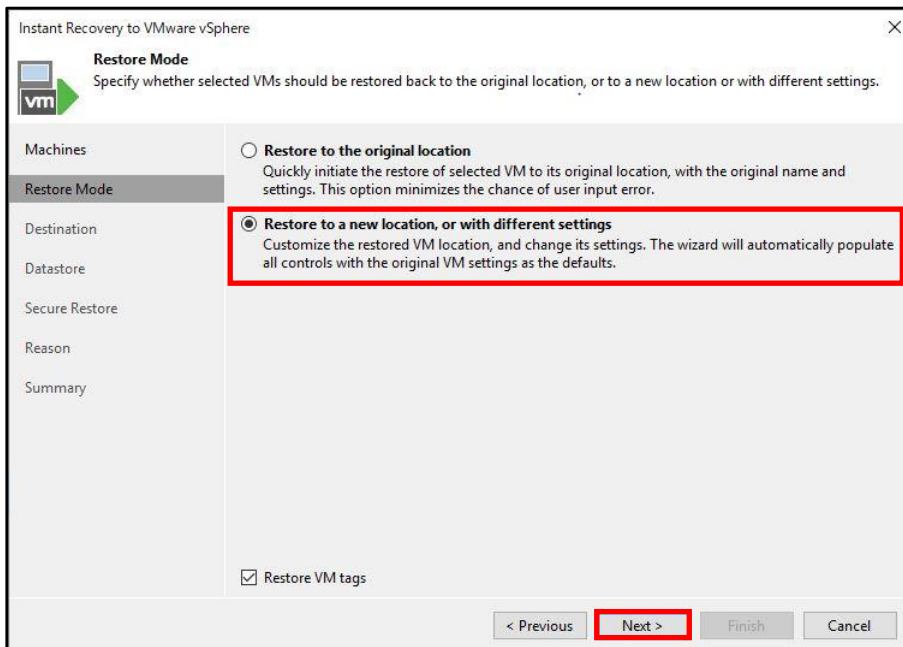 Instant Recovery to VMware vSphere
Restore Mode
Specify whether selected VMs should be restored back to the original location, or to a new location or with different settings.
vm
Machines
Restore Mode
Destination
Datastore
Secure Restore
Reason
Summary
Restore to the original location
Quickly initiate the restore of selected VM to its original location, with the original name and
settings. This option minimizes the chance of user input error.
Restore to a new location, or with different settings
Customize the restored VM location, and change its settings. The wizard will automatically populate
all controls with the original VM settings as the defaults.
Restore VM tags
< Previous
Next >
Finish
Cancel